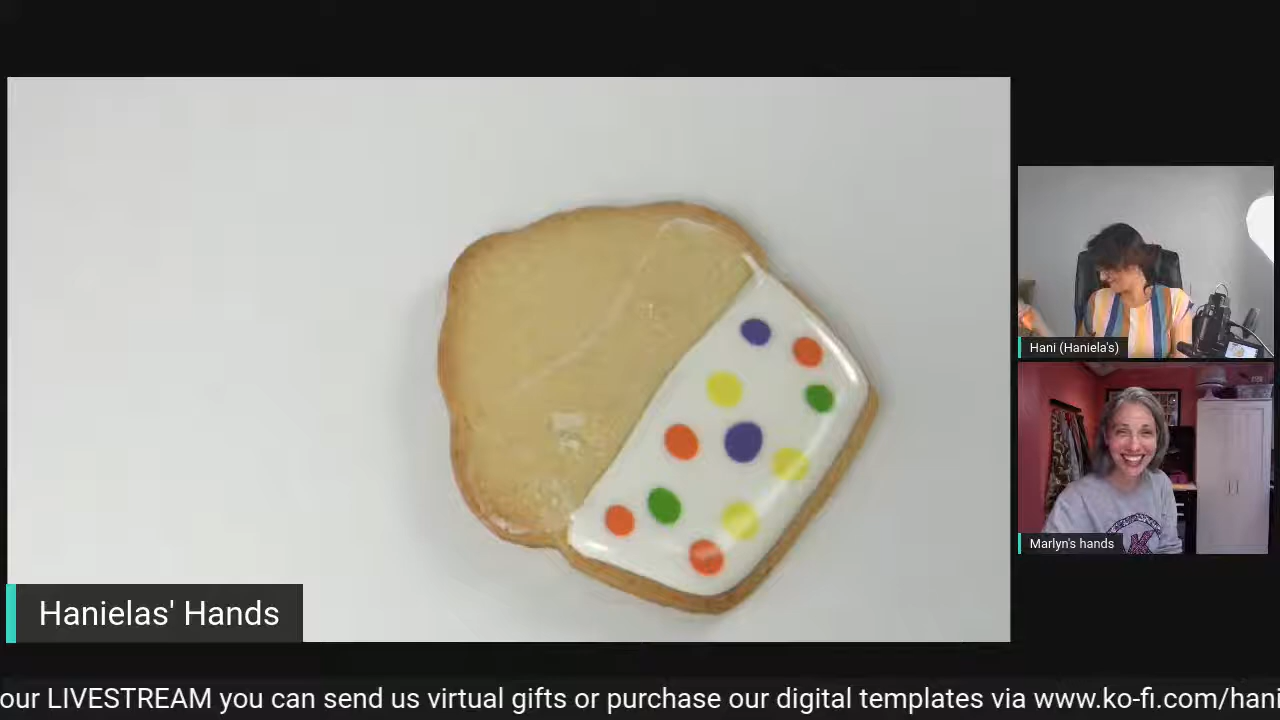 Hani (Haniela's)
Marlyn's hands
Hanielas' Hands
our LIVESTREAM you can send us virtual gifts or purchase our digital templates via www.ko-fi.com/hani